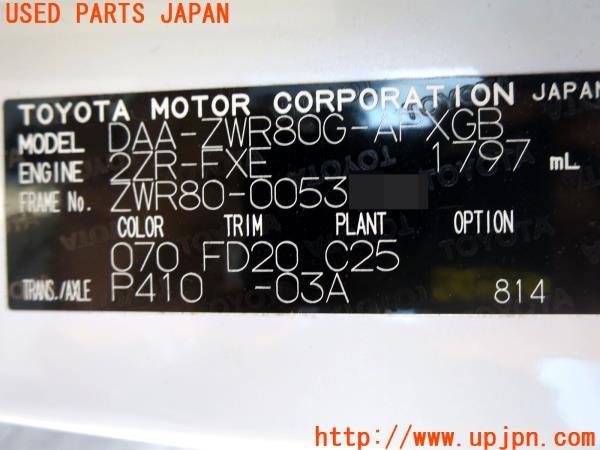 USED PARTS JAPAN
TOYOTA MOTOR CORPORATION JAPAN
MODEL DAA-ZWR80G-APXGB
ENGINE 2ZR-FXE 1797 mL
FRAME No. ZWR80-0053
COLOR TRIM PLANT OPTION
070 FD20 C25
TRANS./AXLE P410 -03A 814
http://www.upjpn.com/